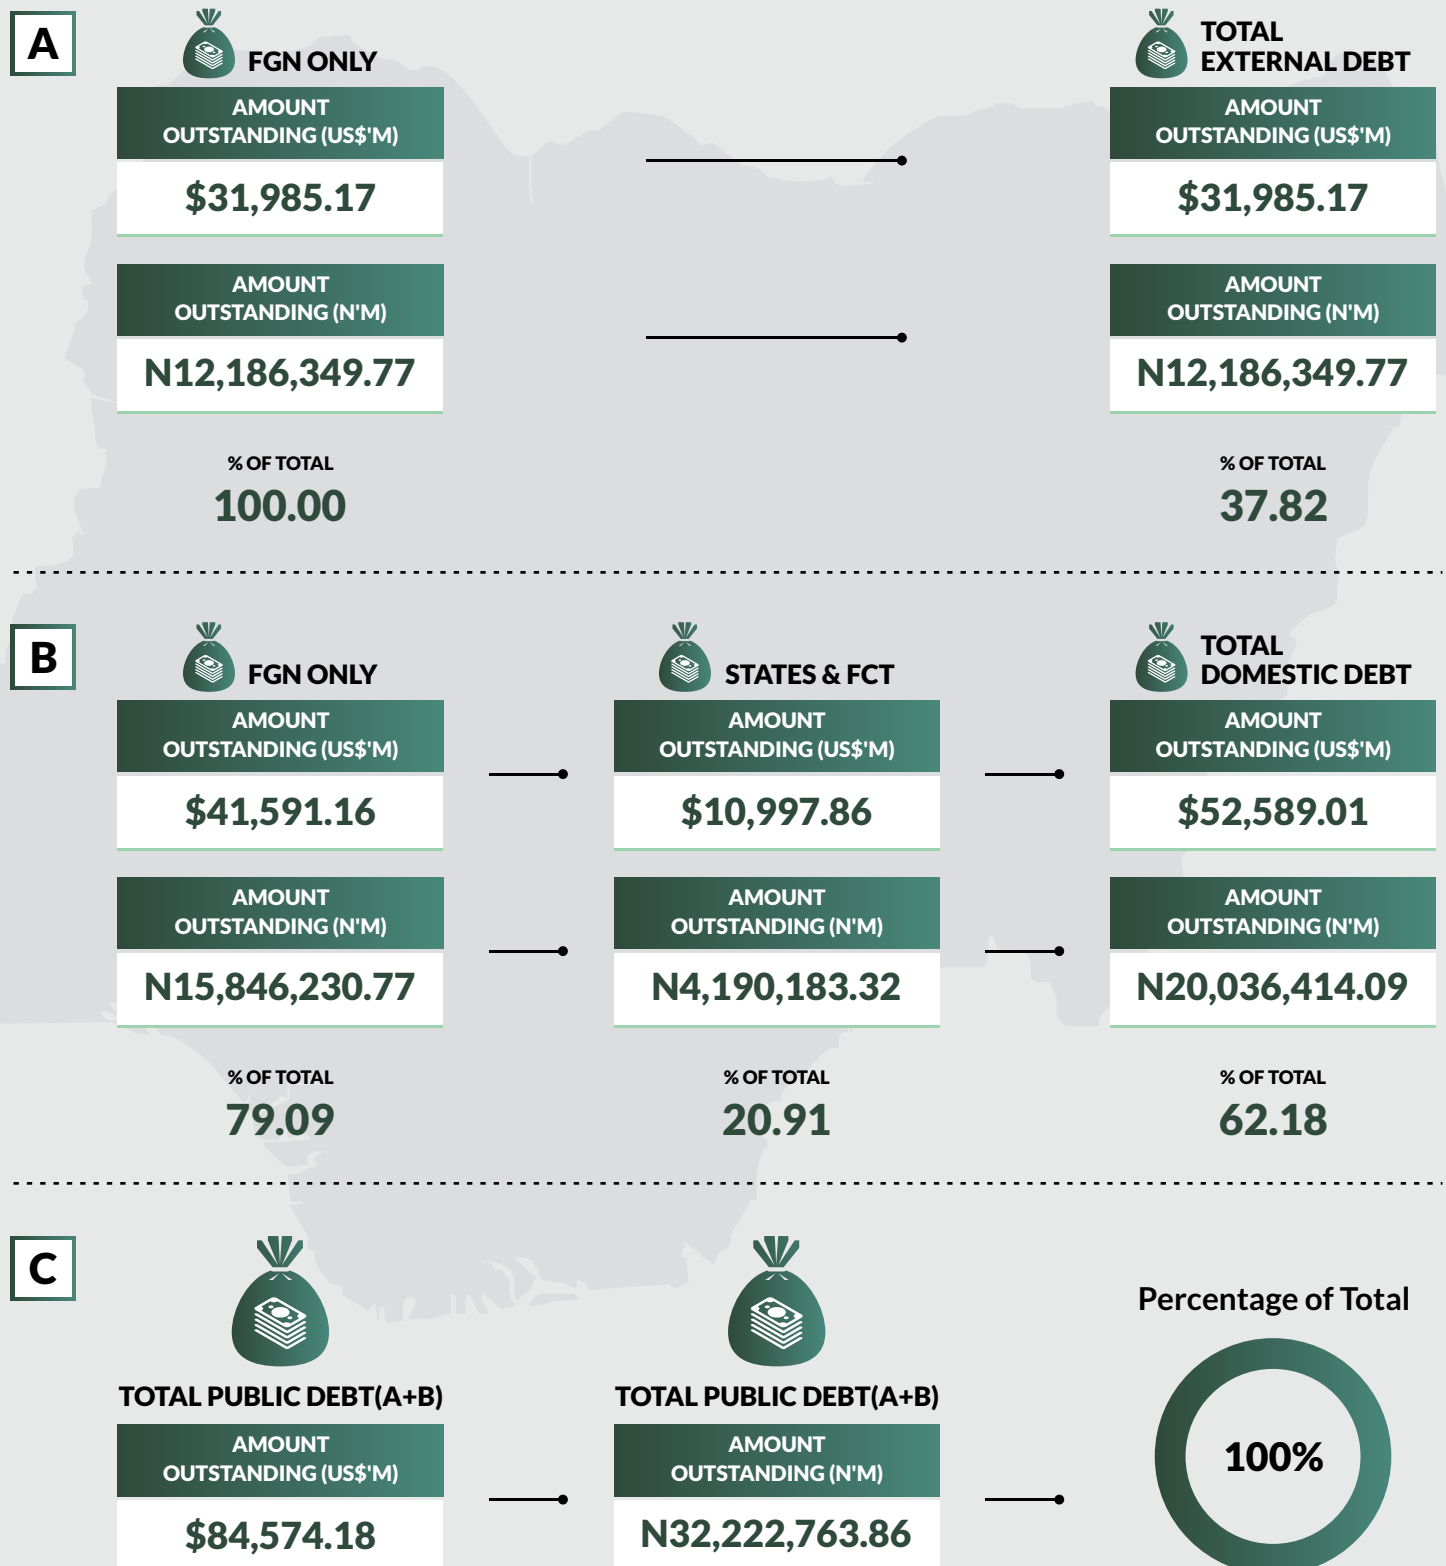 A
FGN ONLY
AMOUNT
OUTSTANDING (US$'M)
$31,985.17
AMOUNT
OUTSTANDING (N'M)
N12,186,349.77
% OF TOTAL
100.00
TOTAL
EXTERNAL DEBT
AMOUNT
OUTSTANDING (US$'M)
$31,985.17
AMOUNT
OUTSTANDING (N'M)
N12,186,349.77
% OF TOTAL
37.82
B
FGN ONLY
AMOUNT
OUTSTANDING (US$'M)
$41,591.16
AMOUNT
OUTSTANDING (N'M)
N15,846,230.77
% OF TOTAL
79.09
STATES & FCT
AMOUNT
OUTSTANDING (US$'M)
$10,997.86
AMOUNT
OUTSTANDING (N'M)
N4,190,183.32
% OF TOTAL
20.91
TOTAL
DOMESTIC DEBT
AMOUNT
OUTSTANDING (US$'M)
$52,589.01
AMOUNT
OUTSTANDING (N'M)
N20,036,414.09
% OF TOTAL
62.18
C
TOTAL PUBLIC DEBT(A+B)
AMOUNT
OUTSTANDING (US$'M)
$84,574.18
TOTAL PUBLIC DEBT(A+B)
AMOUNT
OUTSTANDING (N'M)
N32,222,763.86
Percentage of Total
100%